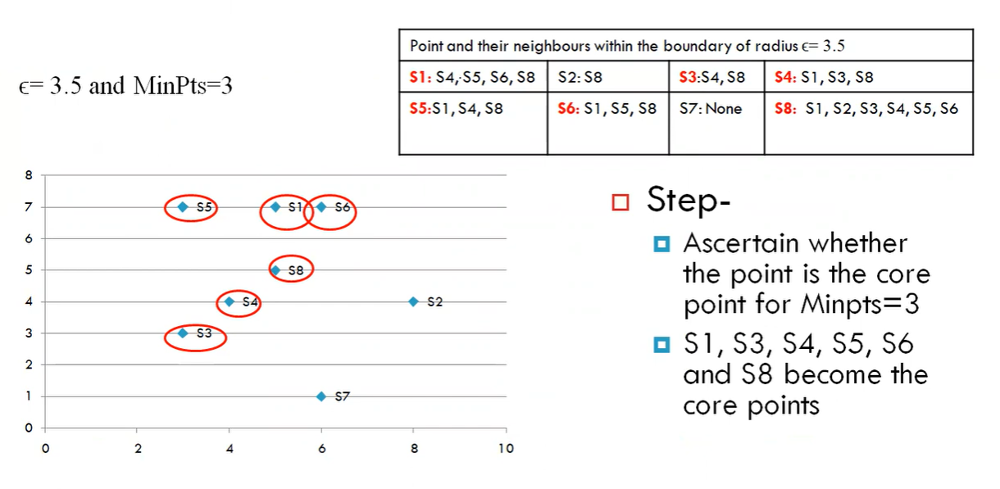 Point and their neighbours within the boundary of radius ϵ= 3.5
ϵ= 3.5 and MinPts=3
S1: S4, S5, S6, S8
S2: S8
S3:S4, S8
S4: S1, S3, S8
S5:S1, S4, S8
S6: S1, S5, S8
S7: None
S8: S1, S2, S3, S4, S5, S6
8
7
6
5
4
3
2
1
0
S5
S1
S6
S8
S4
S2
S3
S7
0
2
4
6
8
10
Step-
Ascertain whether
the point is the core
point for Minpts=3
S1, S3, S4, S5, S6
and S8 become the
core points